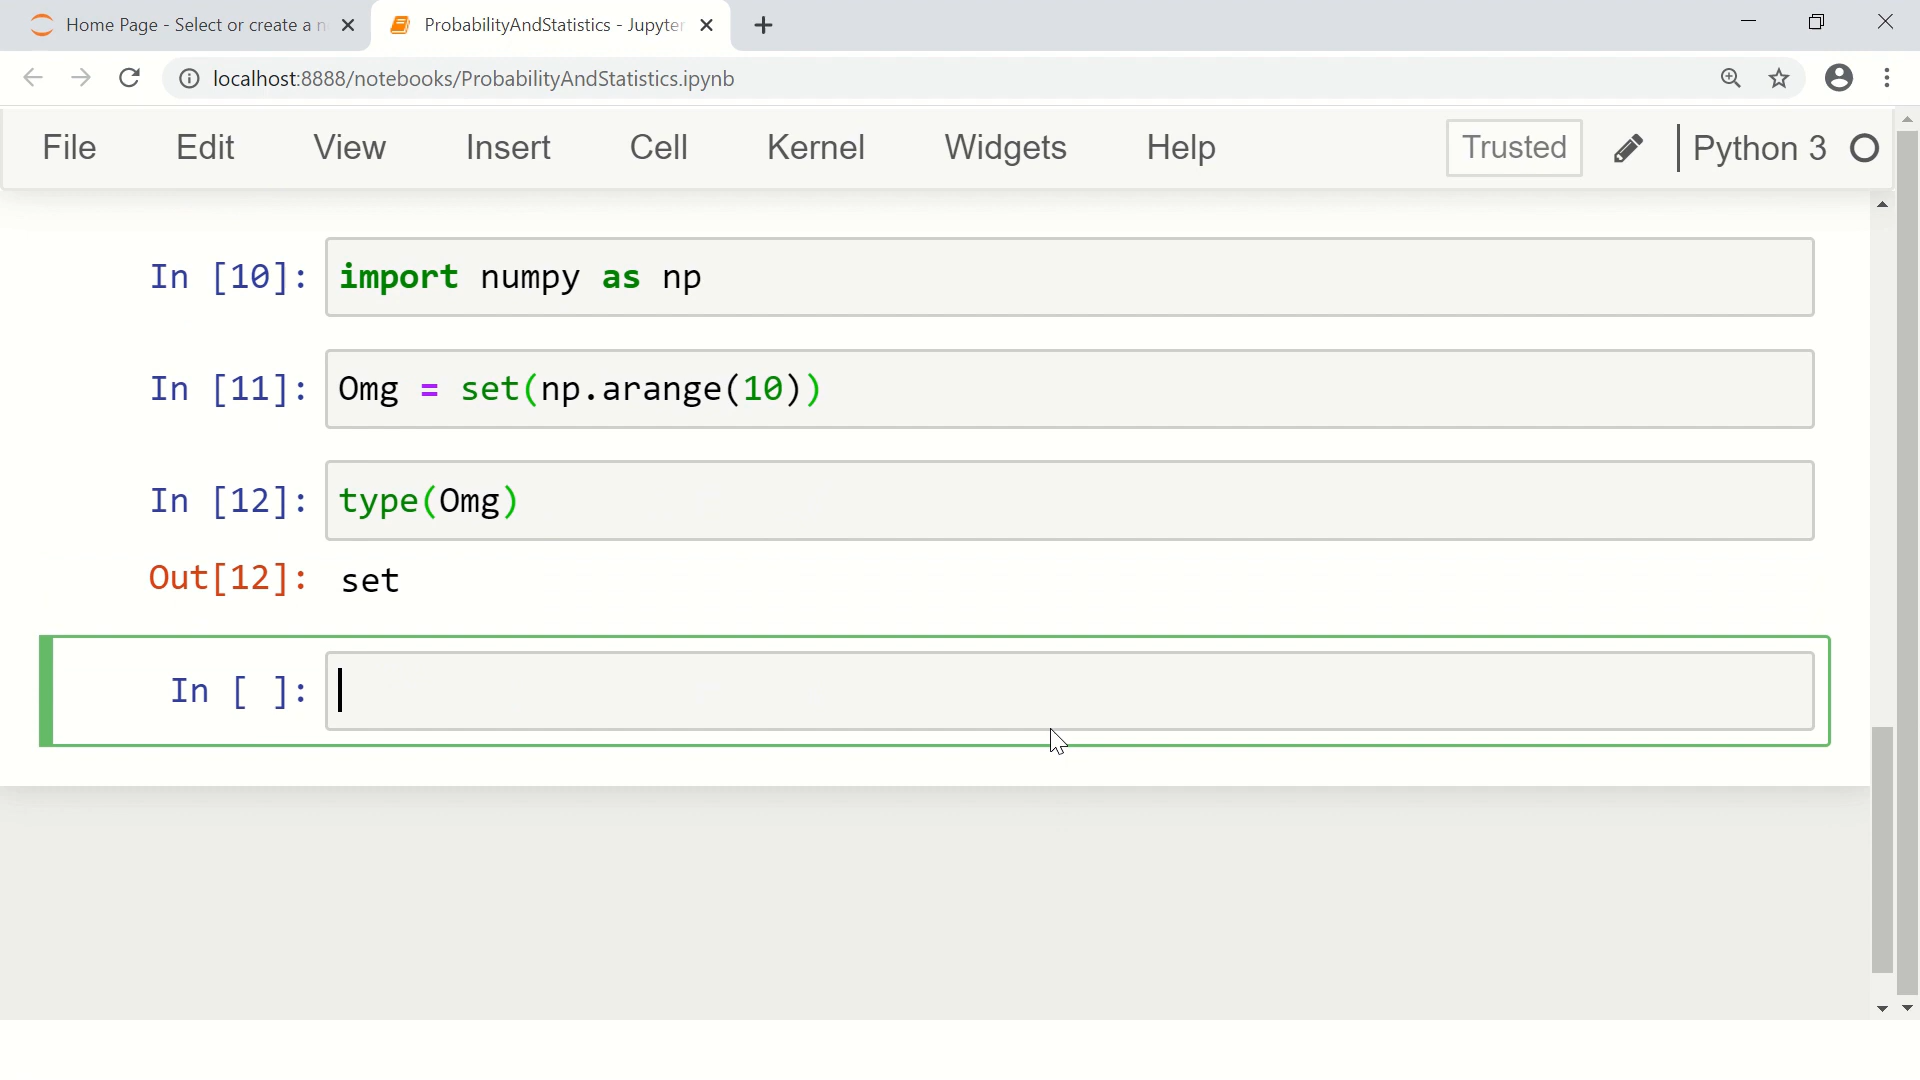 Home Page - Select or create a n
ProbabilityAndStatistics - Jupyter
localhost:8888/notebooks/ProbabilityAndStatistics.ipynb
File Edit View Insert Cell Kernel Widgets Help Trusted Python 3
In [10]: import numpy as np
In [11]: Omg = set(np.arange(10))
In [12]: type(Omg)
Out[12]: set
In [ ]: